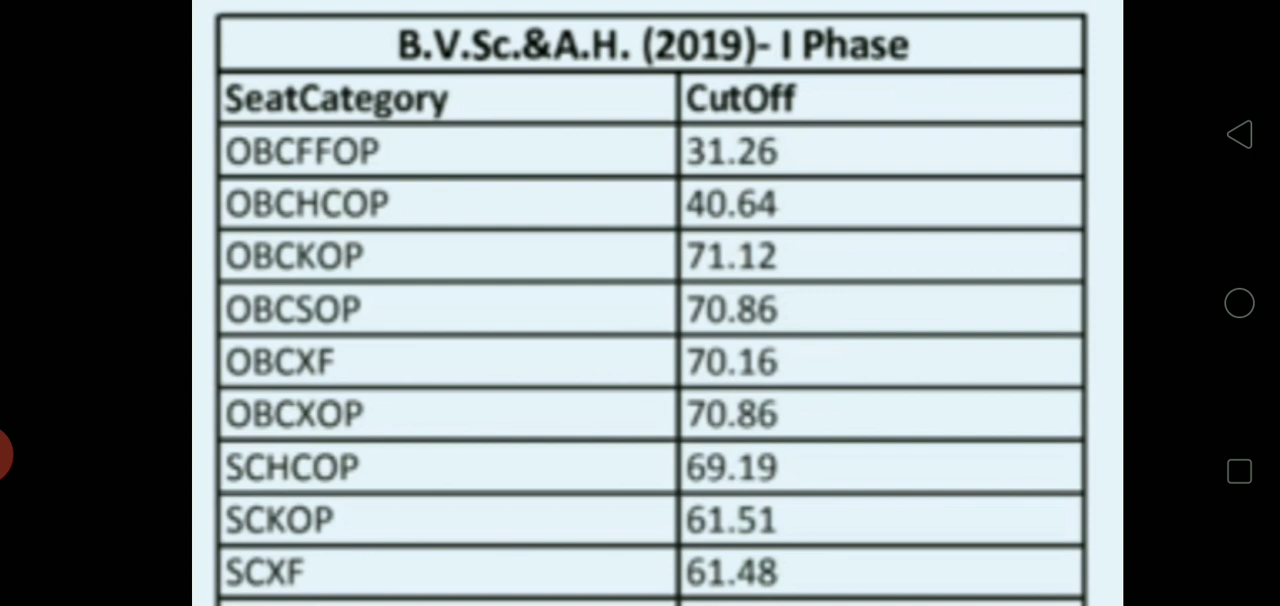 B.V.Sc.&A.H. (2019)- I Phase
SeatCategory CutOff
OBCFFOP 31.26
OBCHCOP 40.64
OBCKOP 71.12
OBCSOP 70.86
OBCXF 70.16
OBCXOP 70.86
SCHCOP 69.19
SCKOP 61.51
SCXF 61.48